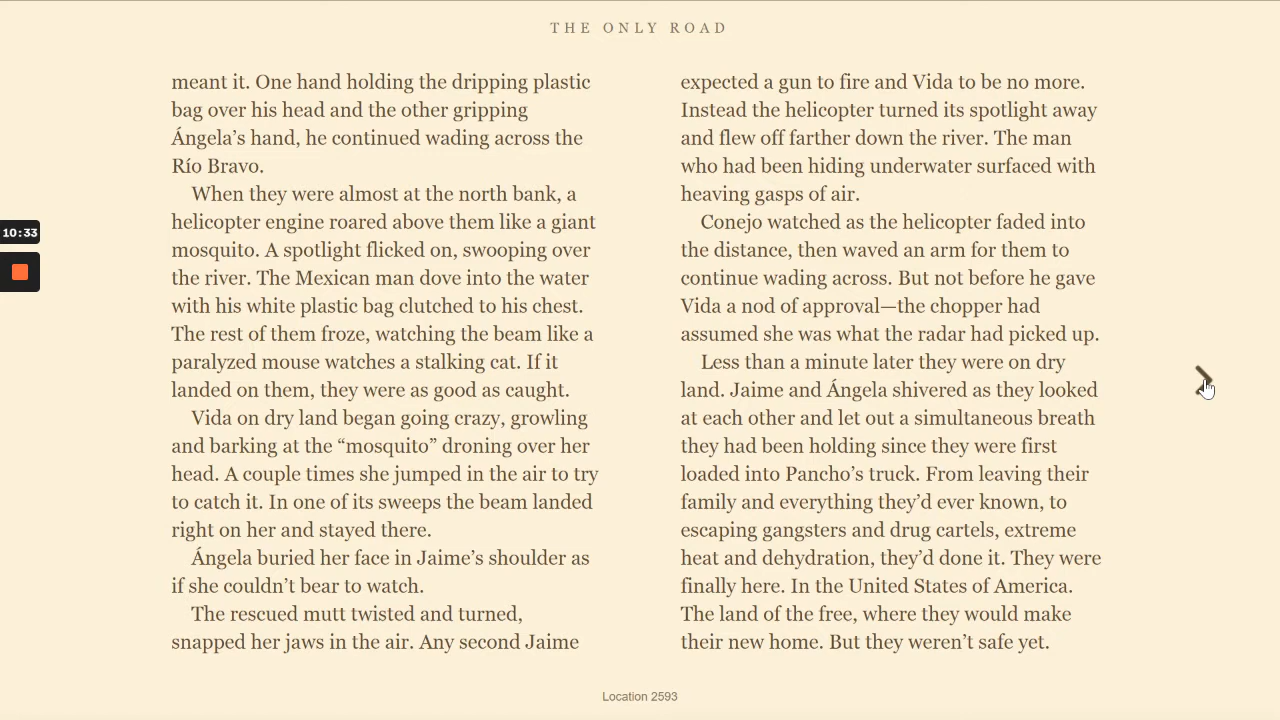 THE ONLY ROAD
meant it. One hand holding the dripping plastic
bag over his head and the other gripping
Ángela’s hand, he continued wading across the
Río Bravo.
When they were almost at the north bank, a
helicopter engine roared above them like a giant
mosquito. A spotlight flicked on, swooping over
the river. The Mexican man dove into the water
with his white plastic bag clutched to his chest.
The rest of them froze, watching the beam like a
paralyzed mouse watches a stalking cat. If it
landed on them, they were as good as caught.
Vida on dry land began going crazy, growling
and barking at the “mosquito” droning over her
head. A couple times she jumped in the air to try
to catch it. In one of its sweeps the beam landed
right on her and stayed there.
Ángela buried her face in Jaime’s shoulder as
if she couldn’t bear to watch.
The rescued mutt twisted and turned,
snapped her jaws in the air. Any second Jaime
expected a gun to fire and Vida to be no more.
Instead the helicopter turned its spotlight away
and flew off farther down the river. The man
who had been hiding underwater surfaced with
heaving gasps of air.
Conejo watched as the helicopter faded into
the distance, then waved an arm for them to
continue wading across. But not before he gave
Vida a nod of approval—the chopper had
assumed she was what the radar had picked up.
Less than a minute later they were on dry
land. Jaime and Ángela shivered as they looked
at each other and let out a simultaneous breath
they had been holding since they were first
loaded into Pancho’s truck. From leaving their
family and everything they’d ever known, to
escaping gangsters and drug cartels, extreme
heat and dehydration, they’d done it. They were
finally here. In the United States of America.
The land of the free, where they would make
their new home. But they weren’t safe yet.
10:33
Location 2593